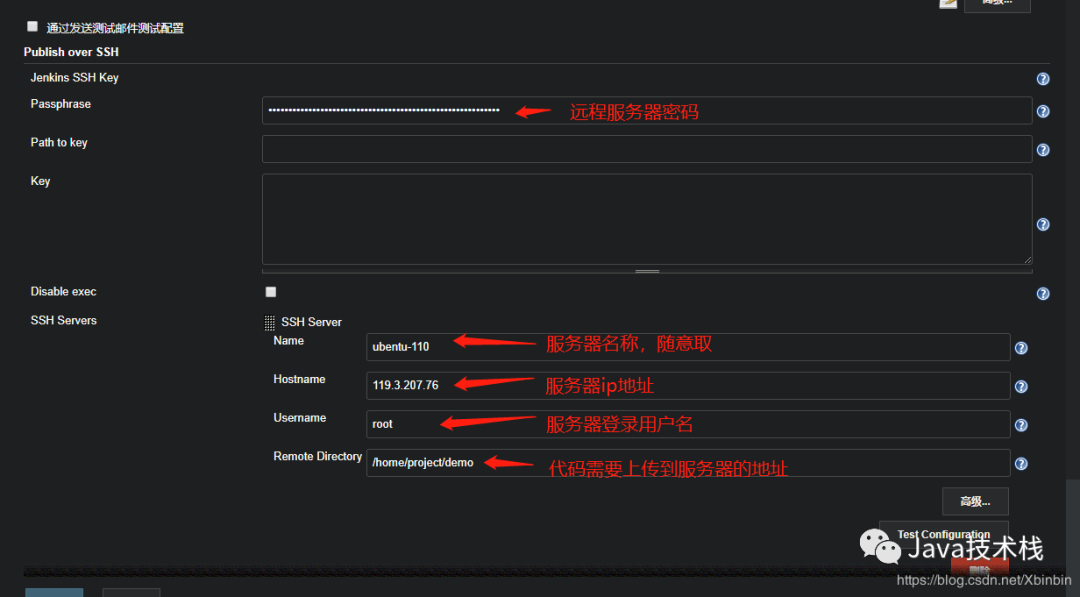 高级...
通过发送测试邮件测试配置
Publish over SSH
Jenkins SSH Key
Passphrase
远程服务器密码
Path to key
Key
Disable exec
SSH Servers
SSH Server
Name
ubentu-110
服务器名称，随意取
Hostname
119.3.207.76
服务器ip地址
Username
root
服务器登录用户名
Remote Directory
/home/project/demo
代码需要上传到服务器的地址
高级...
Test Configuration
Java技术栈
删除
https://blog.csdn.net/Xbinbin